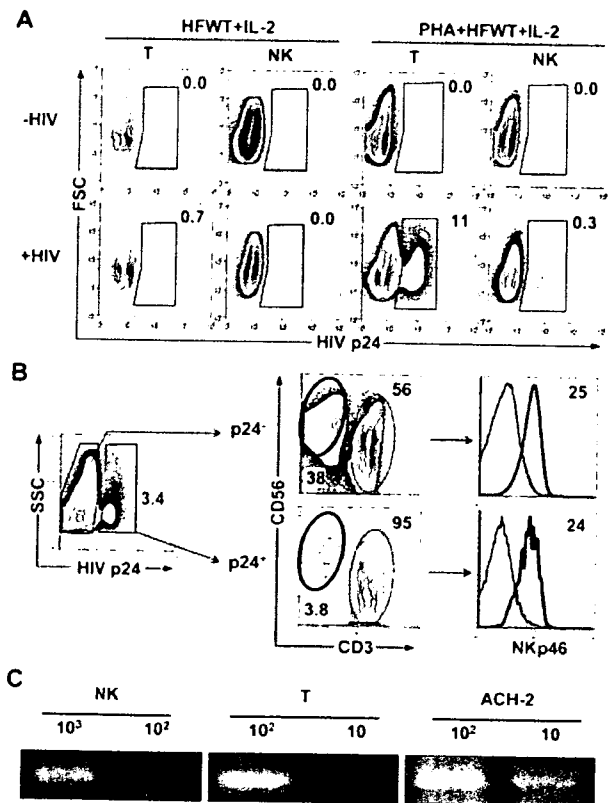 A
HFWT+IL-2 PHA+HFWT+IL-2
T NK T NK
-HIV 0.0 0.0 0.0 0.0
FSC
+HIV 0.7 0.0 11 0.3
HIV p24
B
p24⁻ 56 25
38
SSC 3.4 CD56
HIV p24
p24⁺ 95 24
3.8
CD3 NKp46
C
NK T ACH-2
10³ 10² 10² 10 10² 10